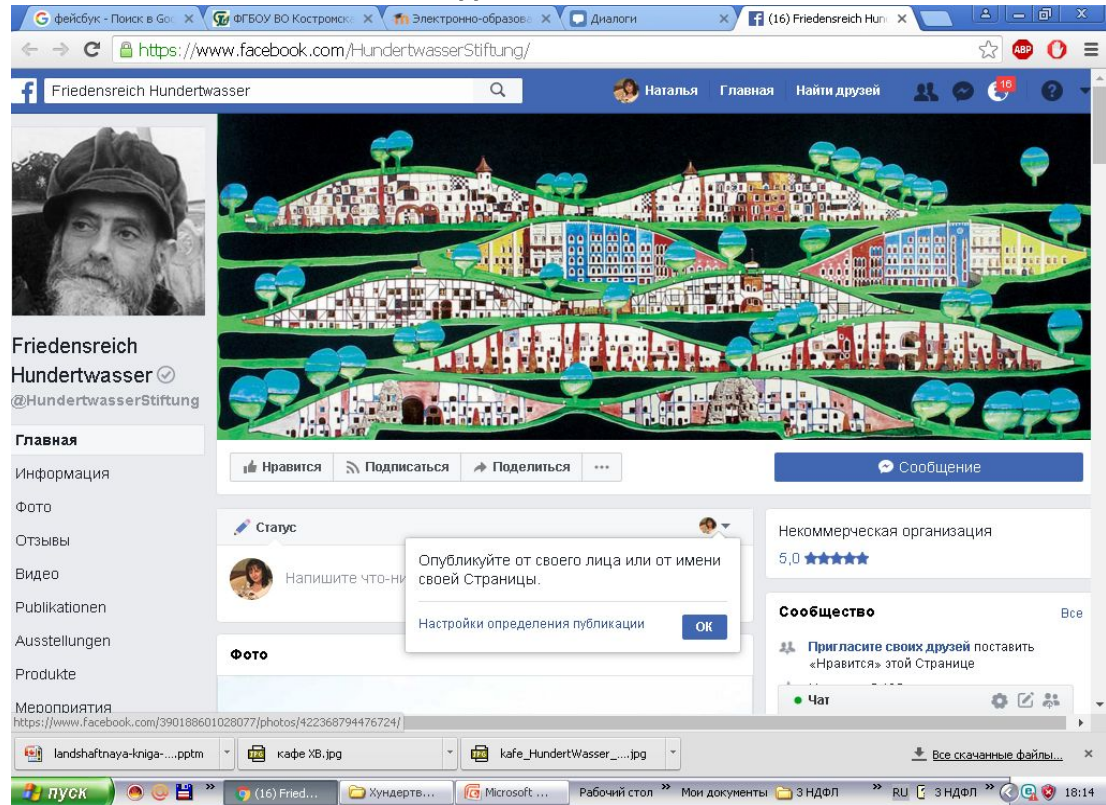 фейсбук - Поиск в Goo
ФГБОУ ВО Костромска
Электронно-образова
Диалоги
(16) Friedensreich Hun
https://www.facebook.com/HundertwasserStiftung/
ABP
Friedensreich Hundertwasser
Наталья
Главная
Найти друзей
16
Friedensreich
Hundertwasser
@HundertwasserStiftung
Главная
Информация
Фото
Отзывы
Видео
Publikationen
Ausstellungen
Produkte
Мероприятия
Нравится
Подписаться
Поделиться
Сообщение
Статус
Напишите что-ни
Опубликуйте от своего лица или от имени
своей Страницы.
Настройки определения публикации
ОК
Фото
Некоммерческая организация
5,0 ★★★★★
Сообщество
Все
Пригласите своих друзей поставить
«Нравится» этой Странице
Чат
https://www.facebook.com/390188601028077/photos/422368794476724/
landshaftnaya-kniga-....pptm
кафе ХВ.jpg
kafe_HundertWasser_....jpg
Все скачанные файлы...
пуск
(16) Fried...
Хундертв...
Microsoft ...
Рабочий стол
Мои документы
3 НДФЛ
RU
3 НДФЛ
18:14